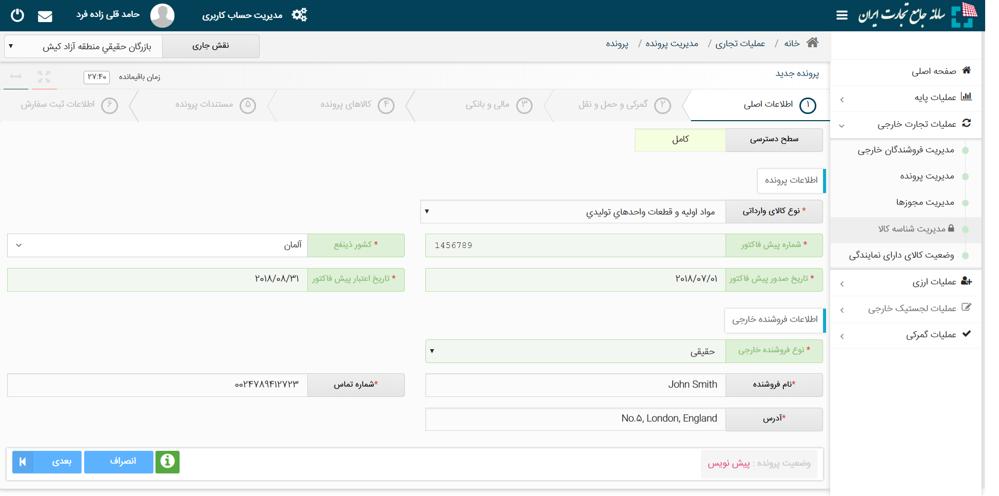 سامانه جامع تجارت ایران
مدیریت حساب کاربری
حامد قلی زاده فرد
خانه / عملیات تجاری / مدیریت پرونده / پرونده
نقش جاری
بازرگان حقيقي منطقه آزاد کيش
صفحه اصلی
عملیات پایه
عملیات تجارت خارجی
مدیریت فروشندگان خارجی
مدیریت پرونده
مدیریت مجوزها
مدیریت شناسه کالا
وضعیت کالای دارای نمایندگی
عملیات ارزی
عملیات لجستیک خارجی
عملیات گمرکی
پرونده جدید
زمان باقیمانده ۲۷:۴۰
۱ اطلاعات اصلی
۲ گمرکی و حمل و نقل
۳ مالی و بانکی
۴ کالاهای پرونده
۵ مستندات پرونده
۶ اطلاعات ثبت سفارش
سطح دسترسی کامل
اطلاعات پرونده
* نوع کالای وارداتی مواد اوليه و قطعات واحدهاي توليدي
* شماره پیش فاکتور 1456789
* کشور ذینفع آلمان
* تاریخ صدور پیش فاکتور ۲۰۱۸/۰۷/۰۱
* تاریخ اعتبار پیش فاکتور ۲۰۱۸/۰۸/۳۱
اطلاعات فروشنده خارجی
* نوع فروشنده خارجی حقیقی
*نام فروشنده John Smith
*شماره تماس ۰۰۲۴۷۸۹۴۱۲۷۲۳
*آدرس No.۵, London, England
وضعیت پرونده : پیش نویس
انصراف
بعدی